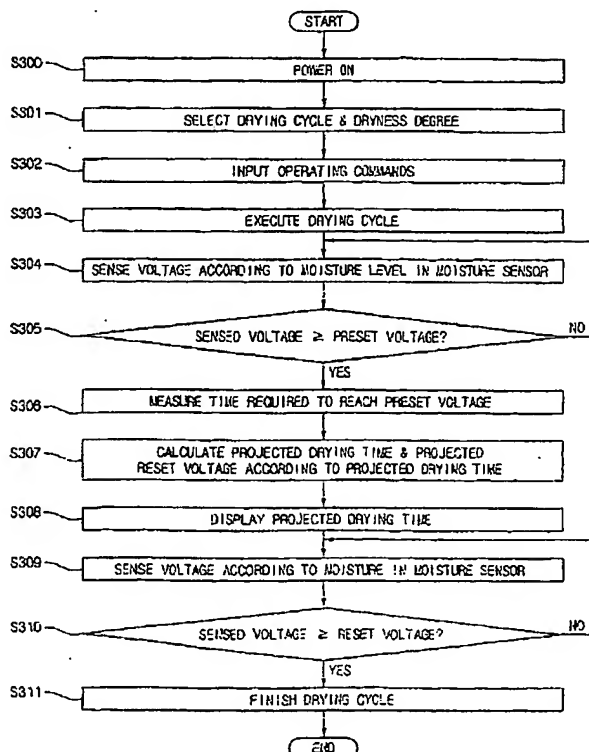 START
S300
POWER ON
S301
SELECT DRYING CYCLE & DRYNESS DEGREE
S302
INPUT OPERATING COMMANDS
S303
EXECUTE DRYING CYCLE
S304
SENSE VOLTAGE ACCORDING TO MOISTURE LEVEL IN MOISTURE SENSOR
S305
SENSED VOLTAGE ≥ PRESET VOLTAGE?
NO
YES
S306
MEASURE TIME REQUIRED TO REACH PRESET VOLTAGE
S307
CALCULATE PROJECTED DRYING TIME & PROJECTED
RESET VOLTAGE ACCORDING TO PROJECTED DRYING TIME
S308
DISPLAY PROJECTED DRYING TIME
S309
SENSE VOLTAGE ACCORDING TO MOISTURE IN MOISTURE SENSOR
S310
SENSED VOLTAGE ≥ RESET VOLTAGE?
NO
YES
S311
FINISH DRYING CYCLE
END